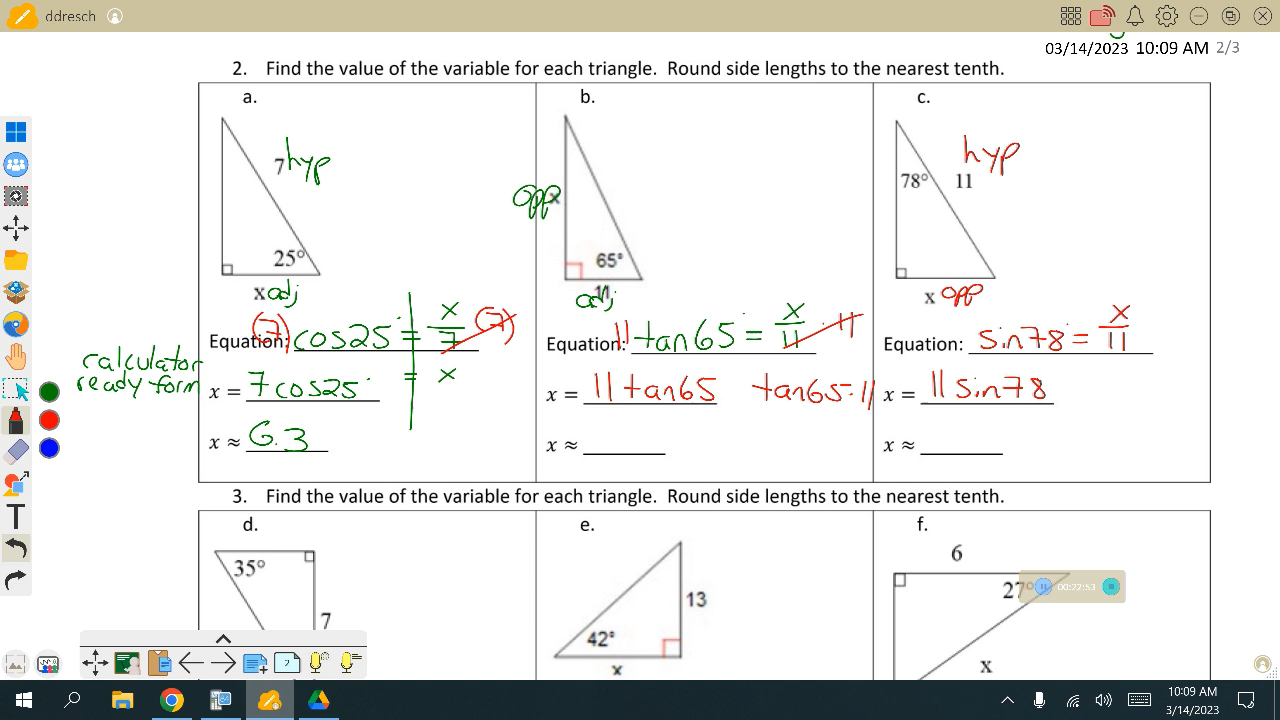 ddresch
03/14/2023 10:09 AM 2/3
2. Find the value of the variable for each triangle. Round side lengths to the nearest tenth.
a. b. c.
7 hyp
25°
x adj
opp x
65°
adj 11
hyp
78° 11
x opp
Equation: (7) cos25° = x/7 (7)
Equation: 11 tan65° = x/11 · 11
Equation: sin78° = x/11
calculator
ready form
x = 7cos25° = x
x = 11 tan65 tan65·11
x = 11 sin78
x ≈ 6.3
x ≈
x ≈
3. Find the value of the variable for each triangle. Round side lengths to the nearest tenth.
d. e. f.
35°
7
13
42°
x
6
27°
x
00:22:53
T
2
10:09 AM
3/14/2023